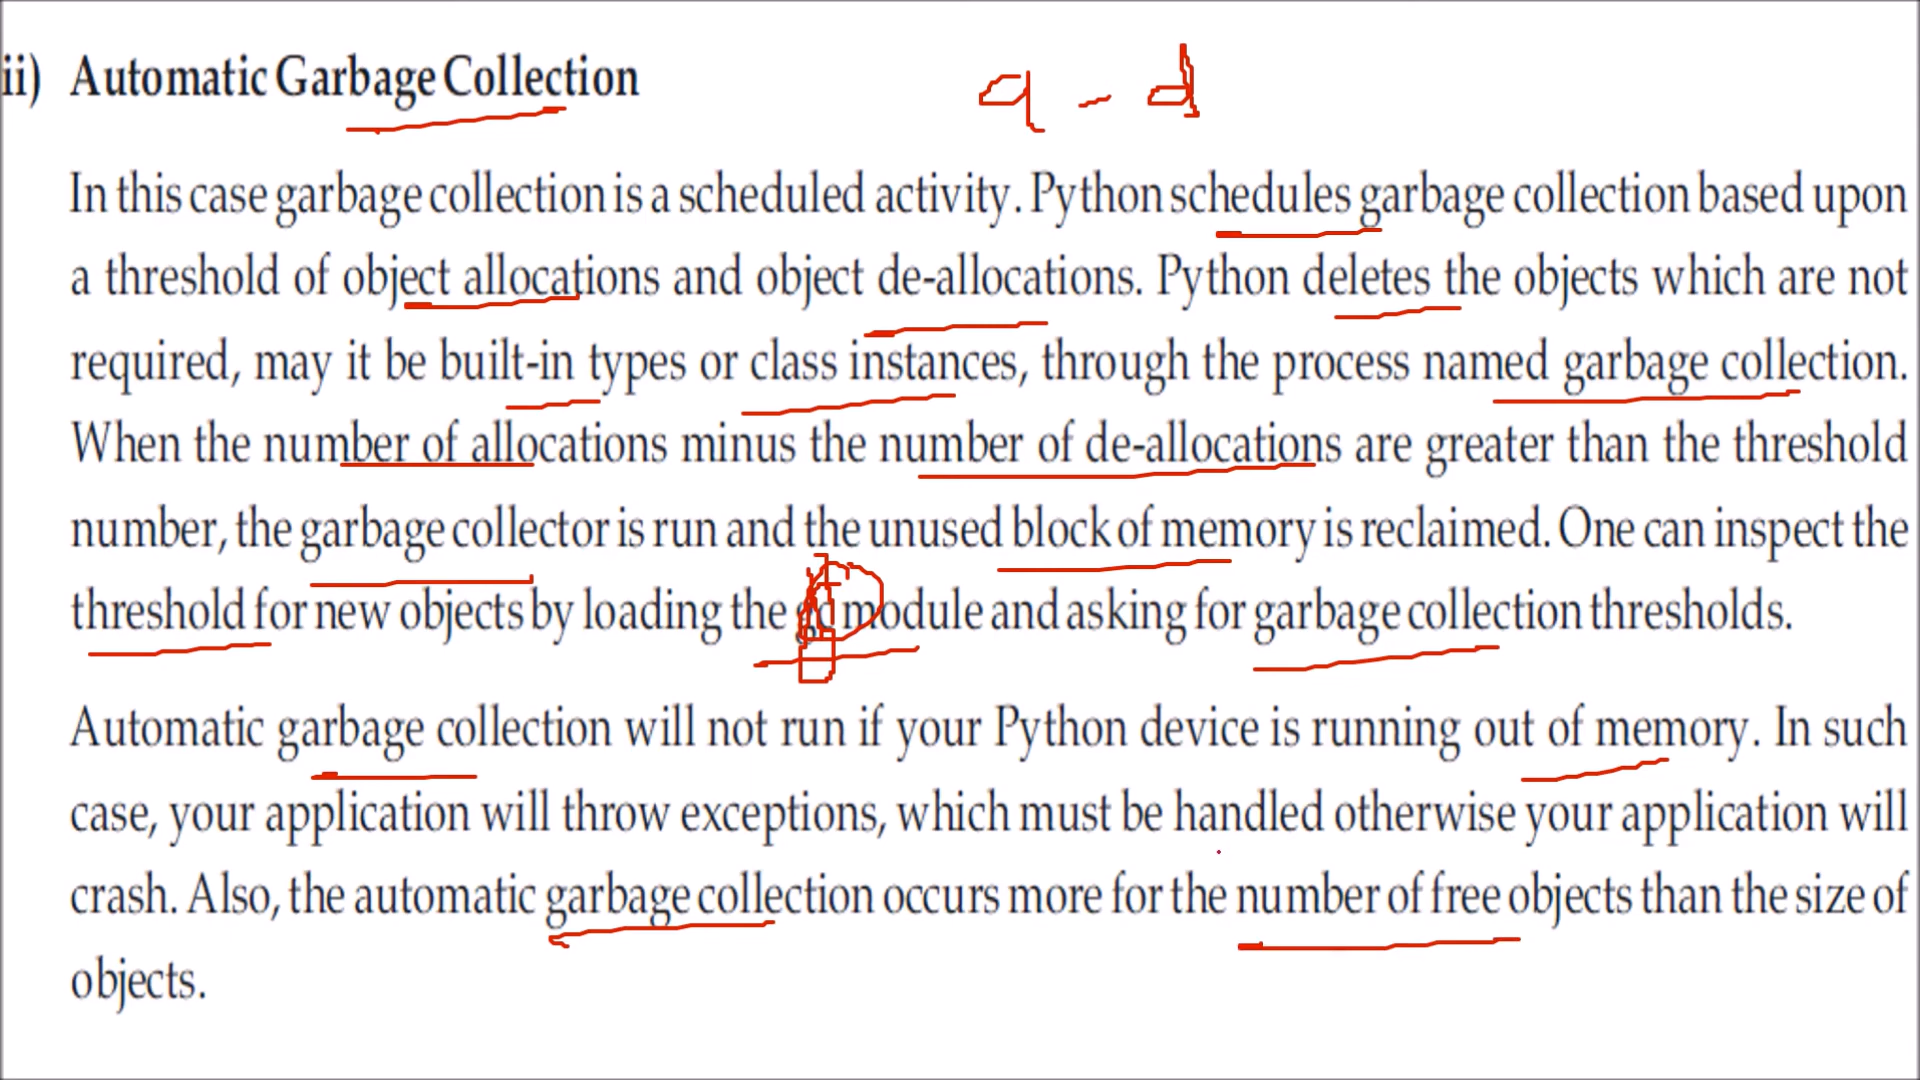 a - d
ii) Automatic Garbage Collection
In this case garbage collection is a scheduled activity. Python schedules garbage collection based upon
a threshold of object allocations and object de-allocations. Python deletes the objects which are not
required, may it be built-in types or class instances, through the process named garbage collection.
When the number of allocations minus the number of de-allocations are greater than the threshold
number, the garbage collector is run and the unused block of memory is reclaimed. One can inspect the
threshold for new objects by loading the gc module and asking for garbage collection thresholds.
Automatic garbage collection will not run if your Python device is running out of memory. In such
case, your application will throw exceptions, which must be handled otherwise your application will
crash. Also, the automatic garbage collection occurs more for the number of free objects than the size of
objects.